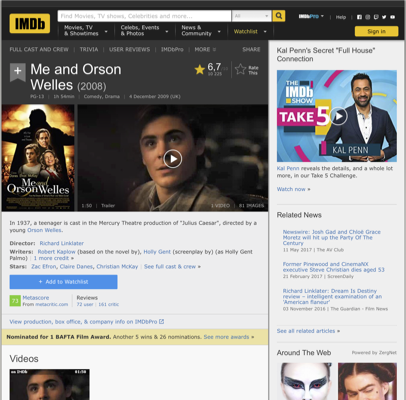 IMDb
Find Movies, TV shows, Celebrities and more...
All
IMDbPro
Help
Movies, TV & Showtimes
Celebs, Events & Photos
News & Community
Watchlist
Sign in
FULL CAST AND CREW | TRIVIA | USER REVIEWS | IMDbPro | MORE
SHARE
Me and Orson
Welles (2008)
6,7
Rate
This
PG-13 | 1h 54min | Comedy, Drama | 4 December 2009 (UK)
Me and
Orson Welles
1:50 | Trailer
1 VIDEO | 81 IMAGES
In 1937, a teenager is cast in the Mercury Theatre production of "Julius Caesar", directed by a
young Orson Welles.
Director: Richard Linklater
Writers: Robert Kaplow (based on the novel by), Holly Gent (screenplay by) (as Holly Gent
Palmo) | 1 more credit »
Stars: Zac Efron, Claire Danes, Christian McKay | See full cast & crew »
+ Add to Watchlist
73
Metascore
From metacritic.com
Reviews
72 user | 161 critic
View production, box office, & company info on IMDbPro
Nominated for 1 BAFTA Film Award. Another 5 wins & 26 nominations. See more awards »
Videos
Kal Penn's Secret "Full House"
Connection
THE
IMDb
SHOW
TAKE 5
KAL PENN
Kal Penn reveals the details, and a whole lot
more, in our Take 5 Challenge.
Watch now »
Related News
Newswire: Josh Gad and Chloë Grace
Moretz will hit up the Party Of The
Century
11 May 2017 | The AV Club
Former Pinewood and CinemaNX
executive Steve Christian dies aged 53
21 February 2017 | ScreenDaily
Richard Linklater: Dream Is Destiny
review – intelligent examination of an
'American flaneur'
03 November 2016 | The Guardian - Film News
See all related articles »
Around The Web
Powered by ZergNet